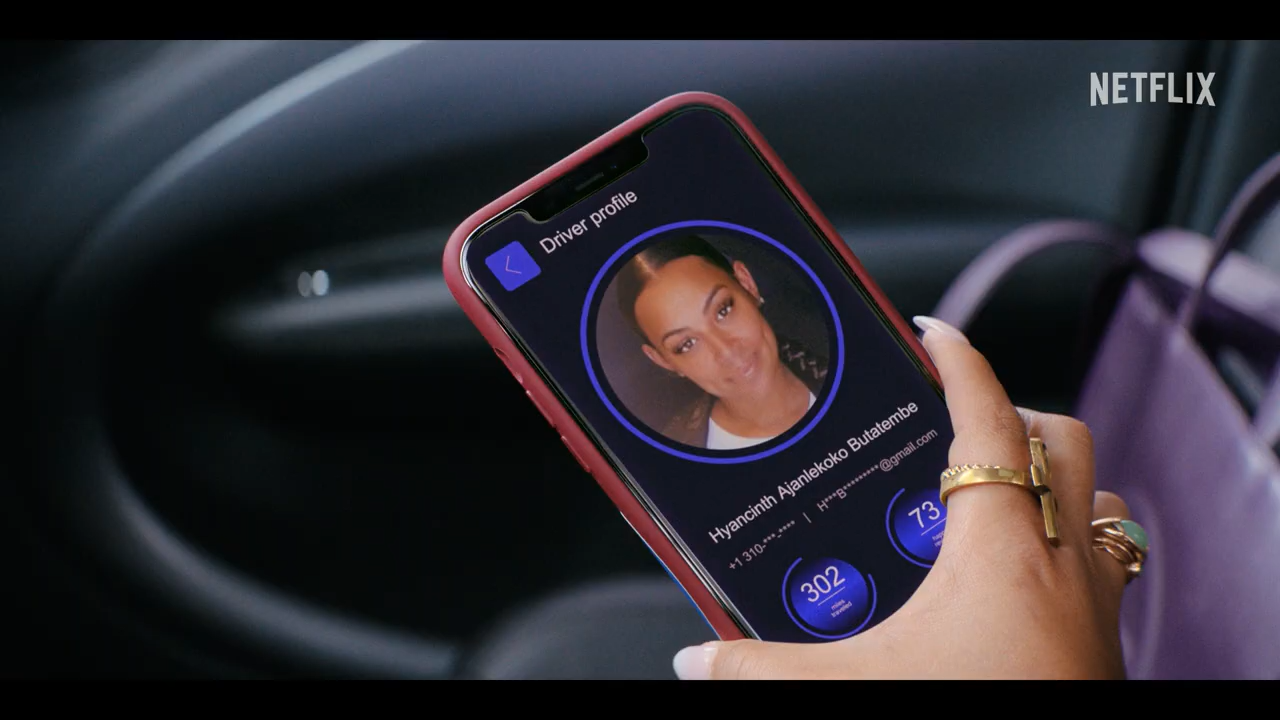 NETFLIX
Driver profile
Hyancinth Ajanlekoko Butatembe
+1 310-***-**** | H***B*********@gmail.com
73
302
miles
traveled